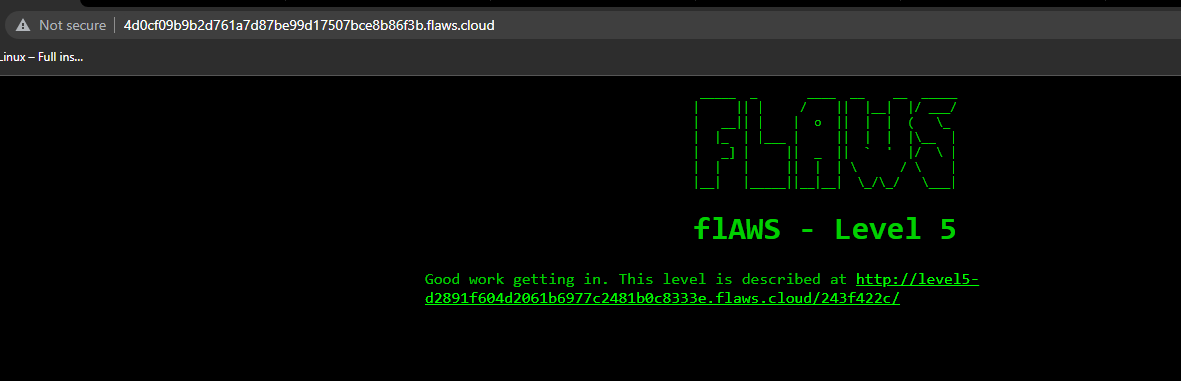 Not secure | 4d0cf09b9b2d761a7d87be99d17507bce8b86f3b.flaws.cloud
Linux – Full ins...
FLAWS
flAWS - Level 5
Good work getting in. This level is described at http://level5-
d2891f604d2061b6977c2481b0c8333e.flaws.cloud/243f422c/